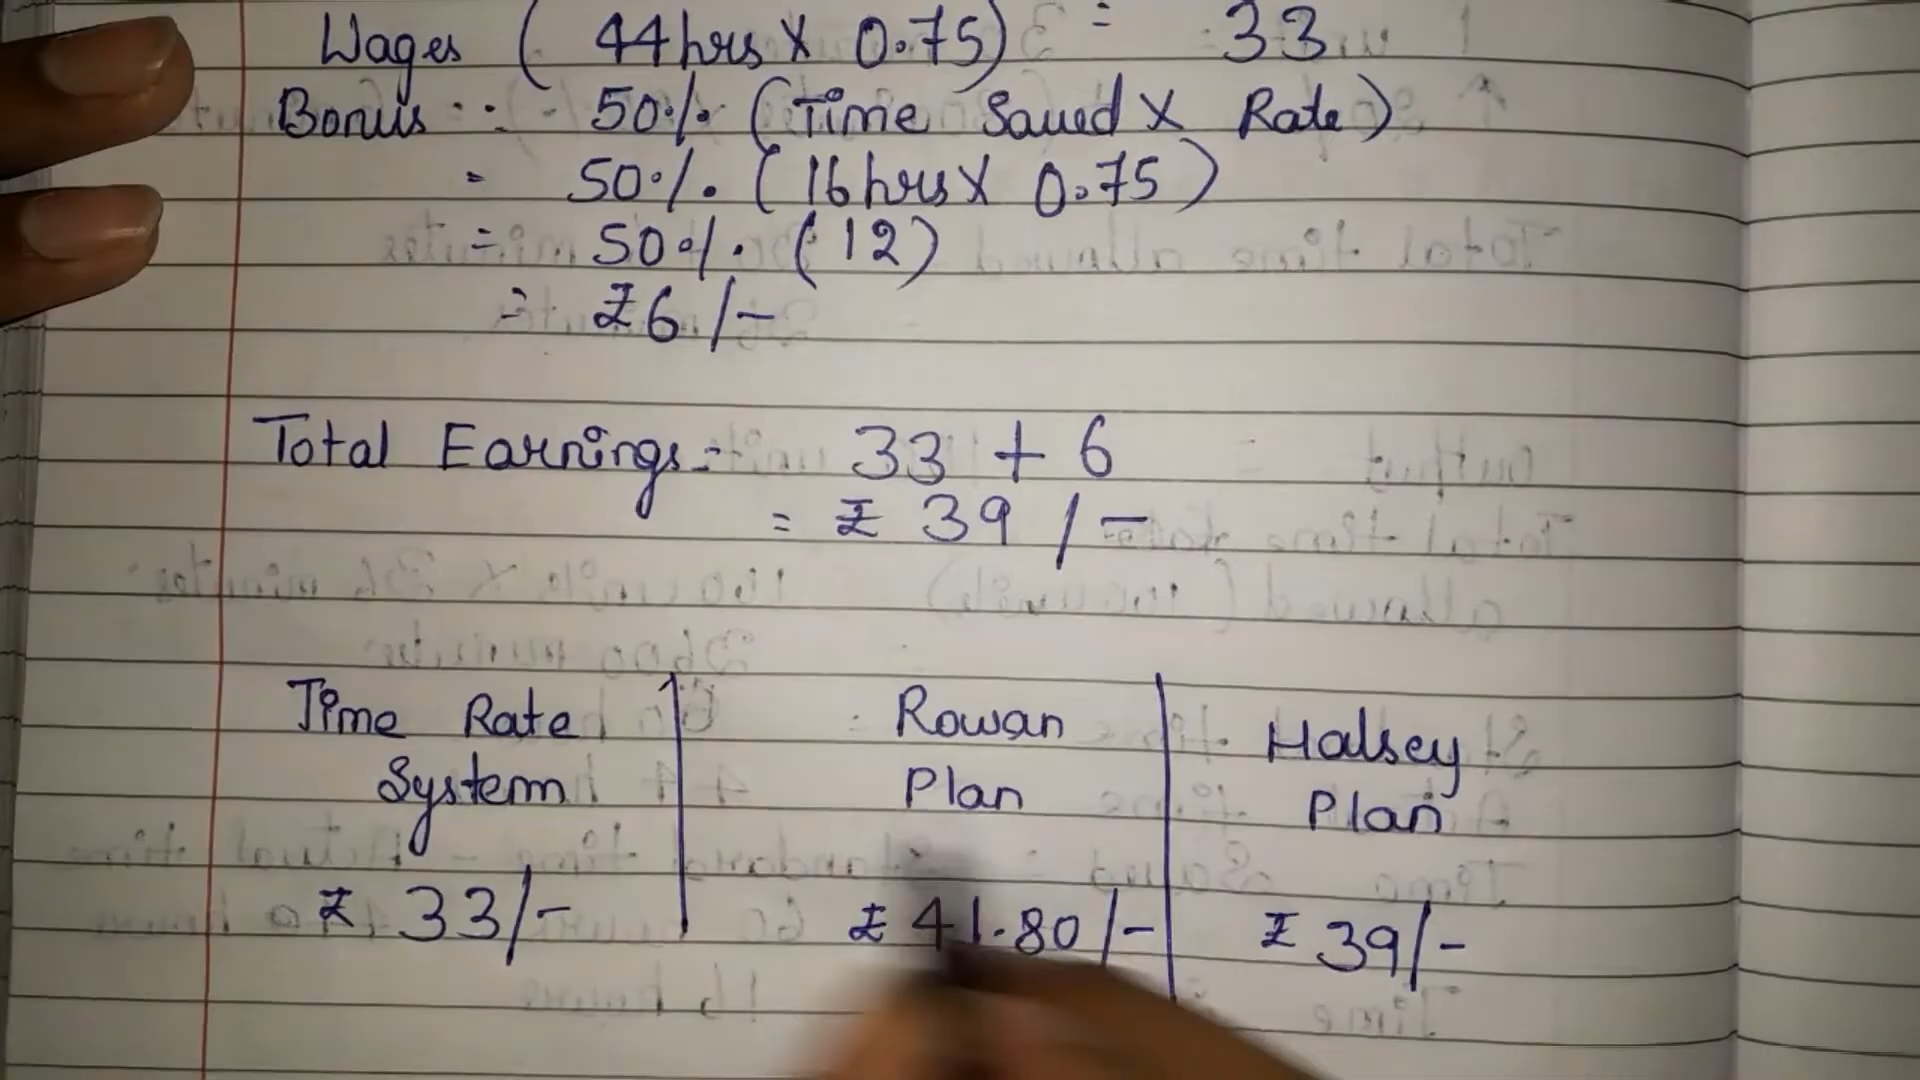 Wages ( 44hrs X 0.75) = 33
Bonus :- 50% (Time Saved X Rate)
= 50% (16hrs X 0.75)
= 50% (12)
= ₹6/-
Total Earnings = 33 + 6
= ₹ 39/-
Time Rate System
₹ 33/-
Rowan Plan
₹ 41.80/-
Halsey Plan
₹ 39/-